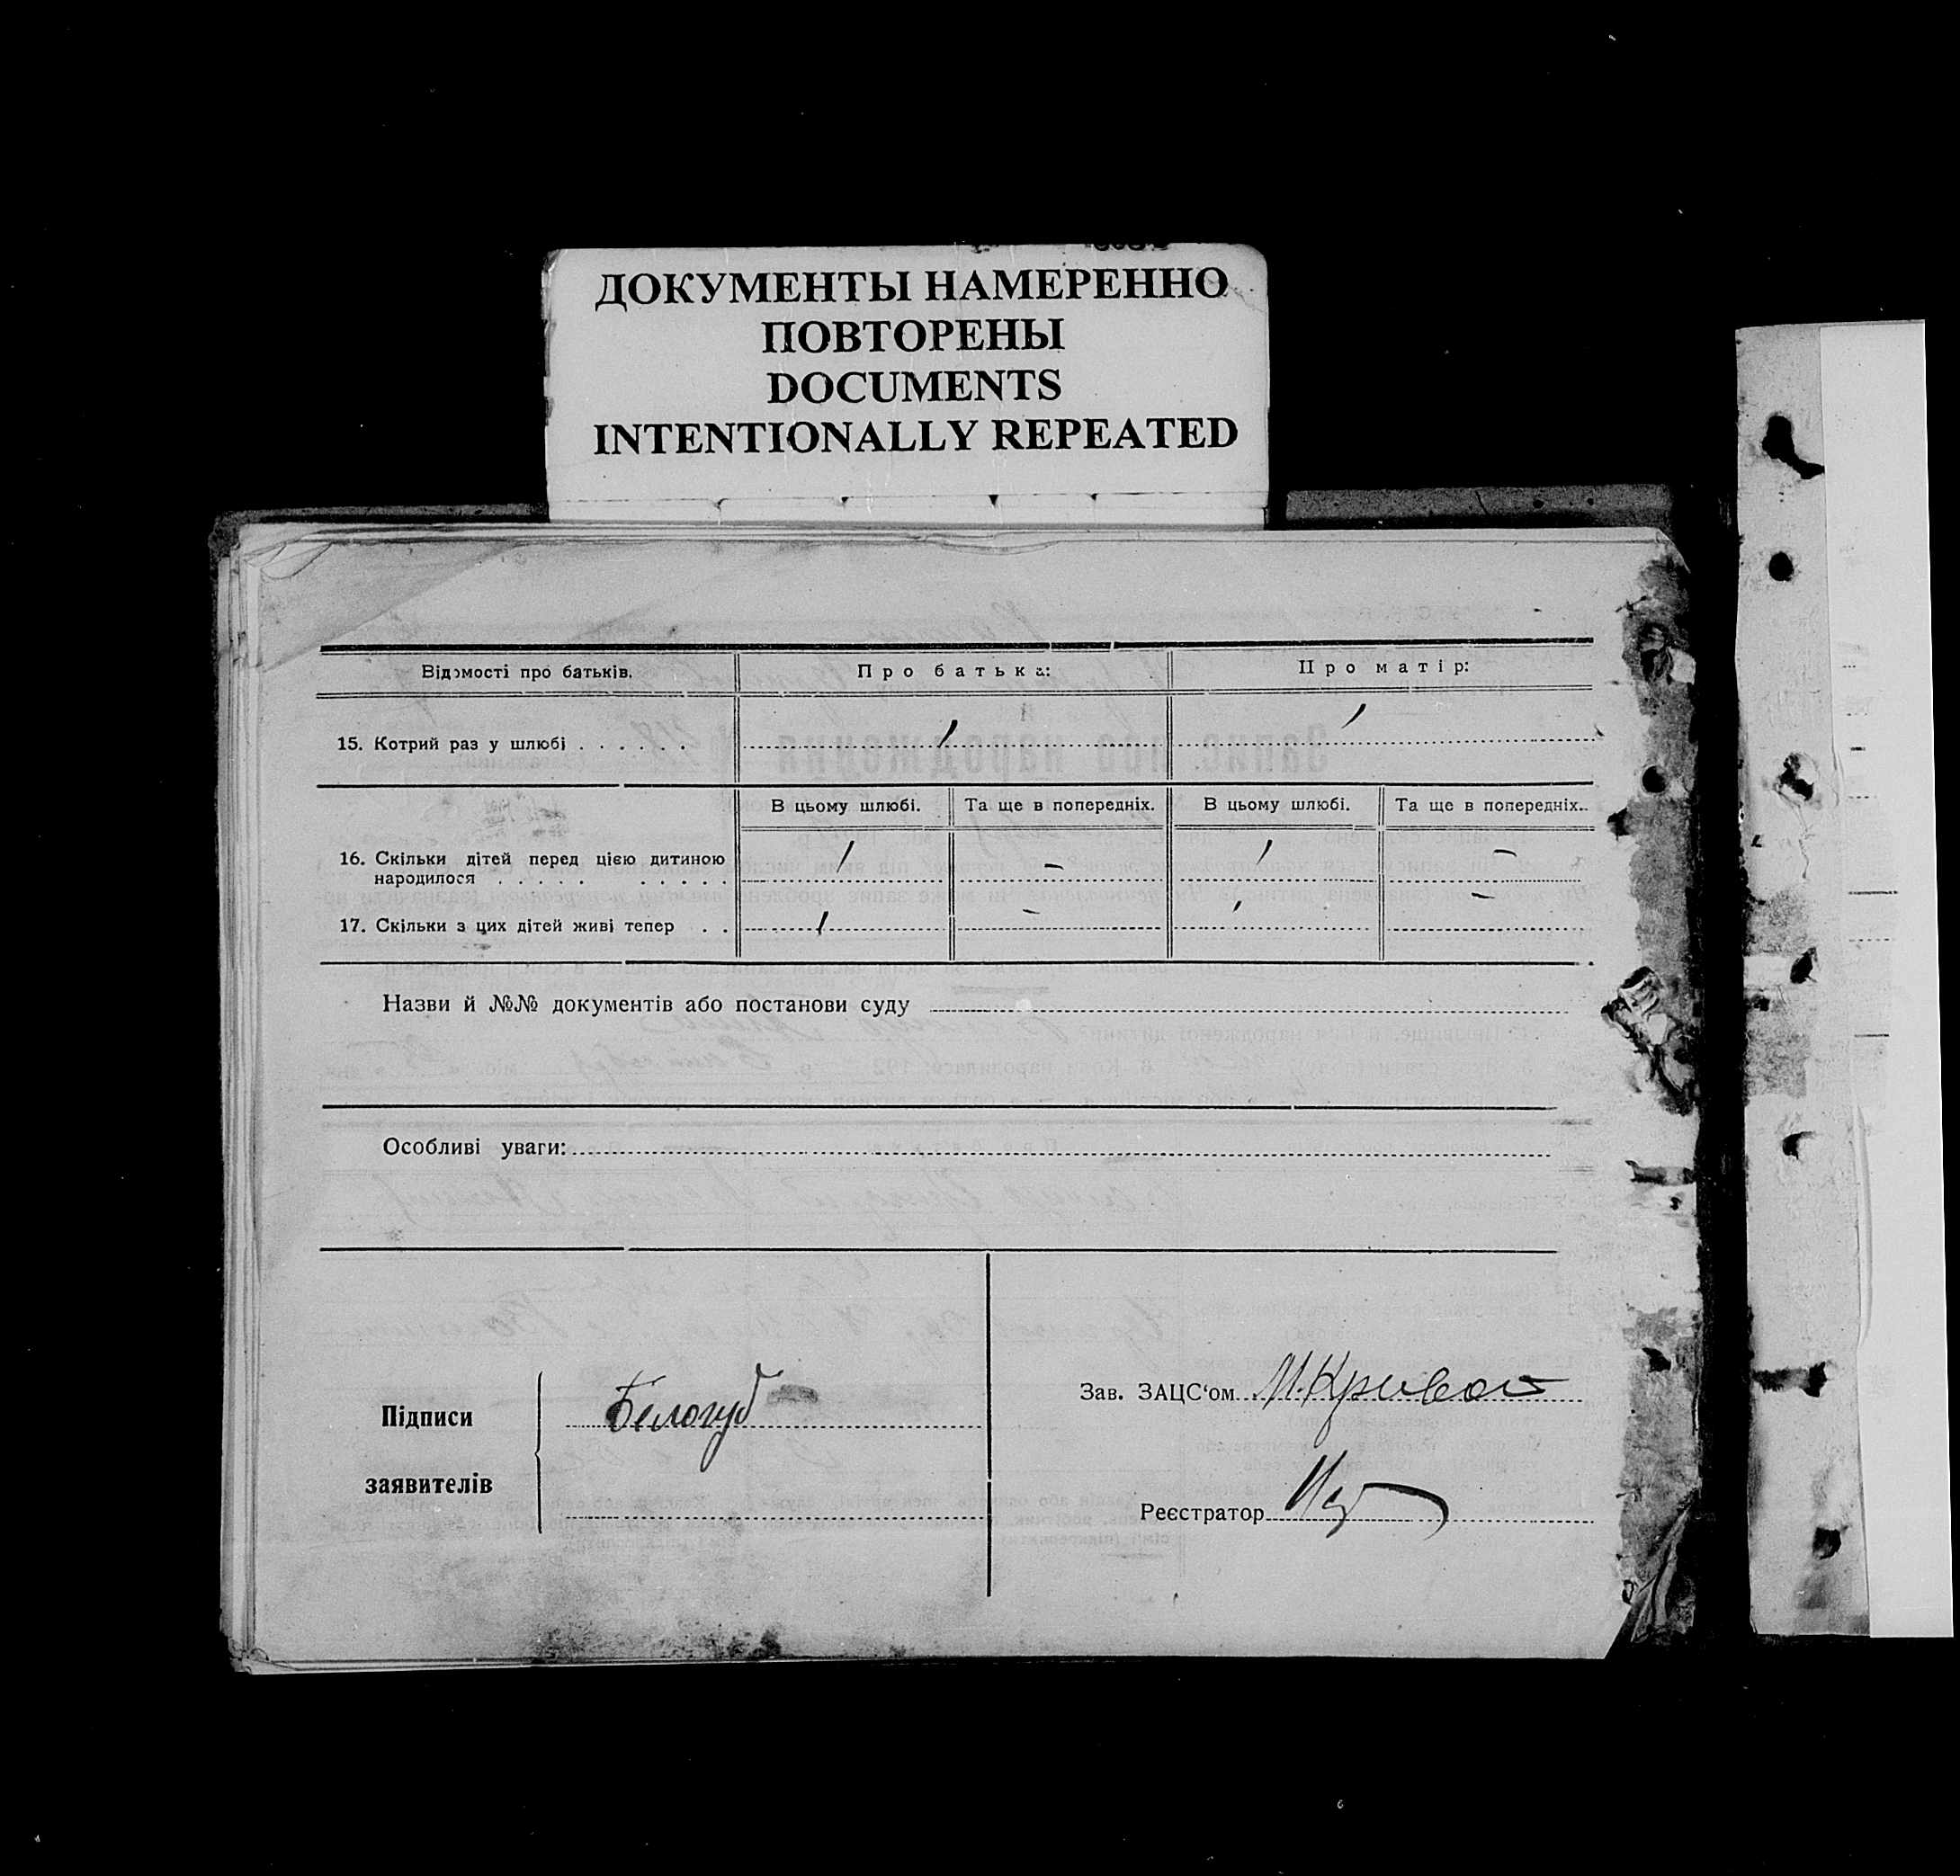 ДОКУМЕНТЫ НАМЕРЕННО
ПОВТОРЕНЫ
DOCUMENTS
INTENTIONALLY REPEATED
Відомості про батьків. Про батька: Про матір:
15. Котрий раз у шлюбі . . . . . . 1 1
В цьому шлюбі. Та ще в попередніх. В цьому шлюбі. Та ще в попередніх.
16. Скільки дітей перед цією дитиною
народилося . . . . . . . . . . 1 – 1 –
17. Скільки з цих дітей живі тепер . . 1 – 1 –
Назви й №№ документів або постанови суду
Особливі уваги:
Підписи
заявителів
Белогуб
Зав. ЗАЦС'ом И. Кривол
Реєстратор